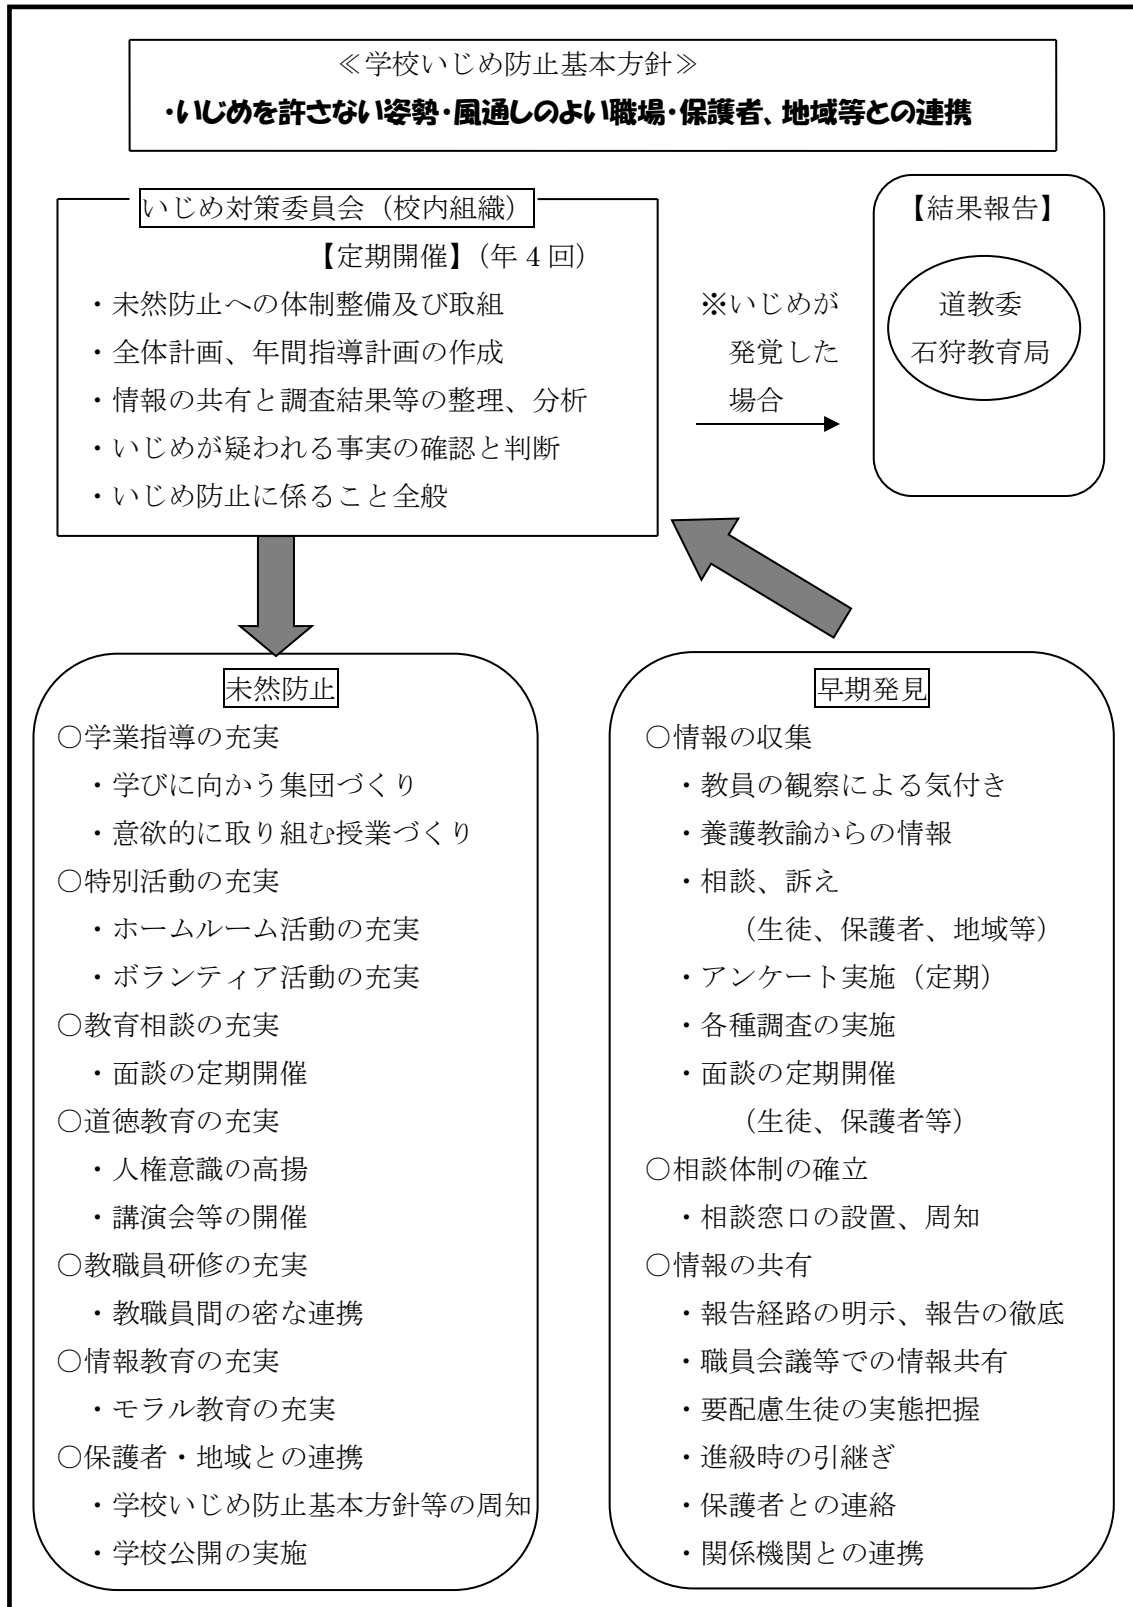 ≪学校いじめ防止基本方針≫
・いじめを許さない姿勢・風通しのよい職場・保護者、地域等との連携
いじめ対策委員会（校内組織）
【定期開催】（年４回）
・未然防止への体制整備及び取組
・全体計画、年間指導計画の作成
・情報の共有と調査結果等の整理、分析
・いじめが疑われる事実の確認と判断
・いじめ防止に係ること全般
※いじめが
発覚した
場合
【結果報告】
道教委
石狩教育局
未然防止
○学業指導の充実
・学びに向かう集団づくり
・意欲的に取り組む授業づくり
○特別活動の充実
・ホームルーム活動の充実
・ボランティア活動の充実
○教育相談の充実
・面談の定期開催
○道徳教育の充実
・人権意識の高揚
・講演会等の開催
○教職員研修の充実
・教職員間の密な連携
○情報教育の充実
・モラル教育の充実
○保護者・地域との連携
・学校いじめ防止基本方針等の周知
・学校公開の実施
早期発見
○情報の収集
・教員の観察による気付き
・養護教諭からの情報
・相談、訴え
（生徒、保護者、地域等）
・アンケート実施（定期）
・各種調査の実施
・面談の定期開催
（生徒、保護者等）
○相談体制の確立
・相談窓口の設置、周知
○情報の共有
・報告経路の明示、報告の徹底
・職員会議等での情報共有
・要配慮生徒の実態把握
・進級時の引継ぎ
・保護者との連絡
・関係機関との連携